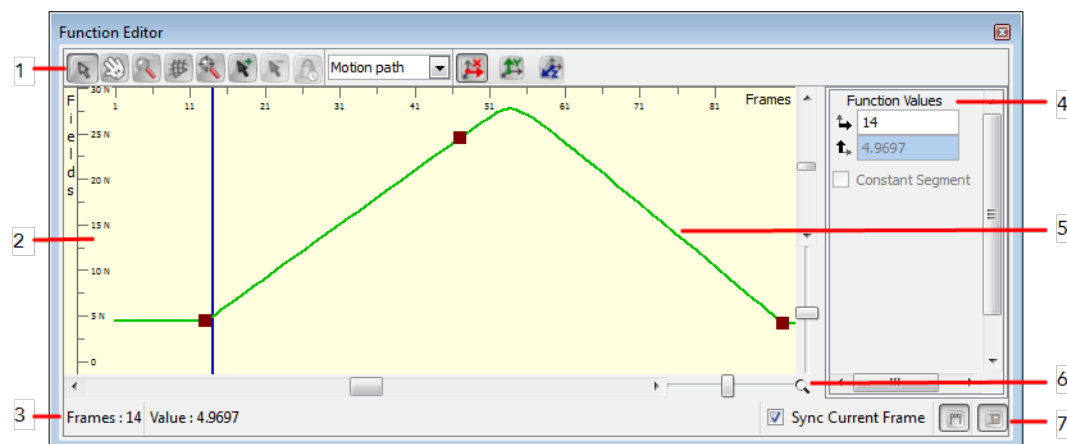 Function Editor
1
Motion path
F i e l d s
30 N
25 N
20 N
15 N
10 N
5 N
0
1 11 21 31 41 51 61 71 81
Frames
Function Values
4
14
4.9697
Constant Segment
2
5
6
3
Frames : 14
Value : 4.9697
Sync Current Frame
7